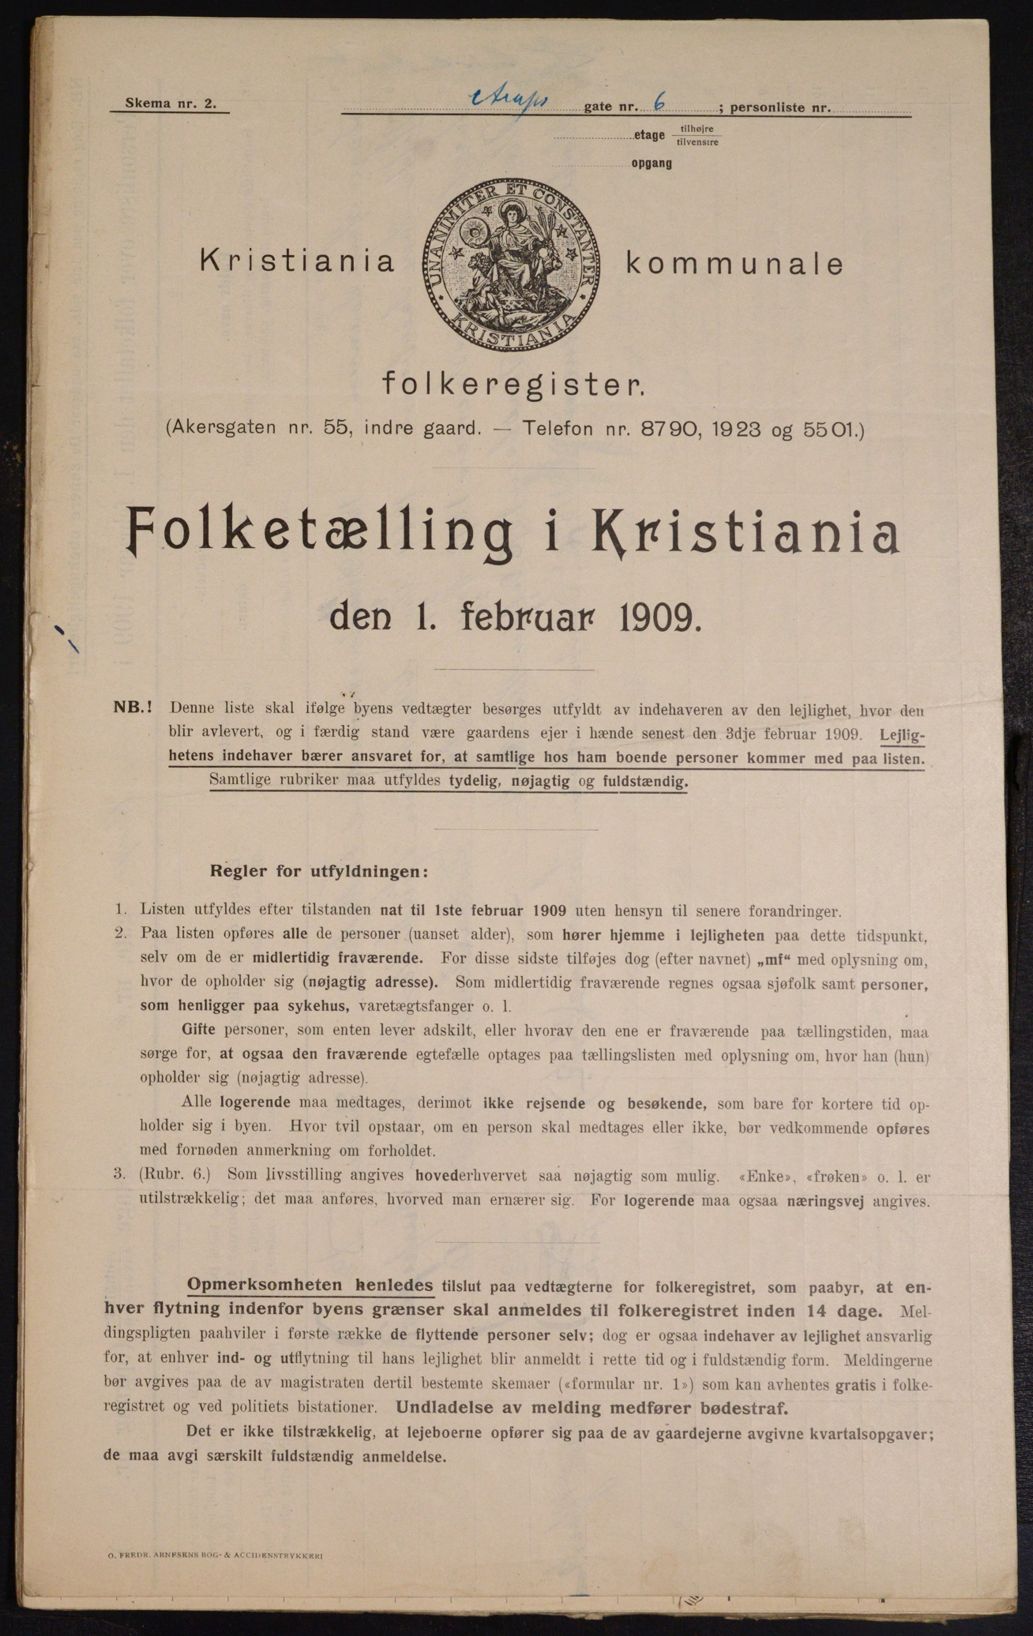 Skema nr. 2.
Arups gate nr. 6 ; personliste nr.
etage tilhøjre
tilvenstre
opgang
UNANIMITER ET CONSTANTER
KRISTIANIA
Kristiania kommunale
folkeregister.
(Akersgaten nr. 55, indre gaard. — Telefon nr. 8790, 1923 og 5501.)
Folketælling i Kristiania
den 1. februar 1909.
NB.! Denne liste skal ifølge byens vedtægter besørges utfyldt av indehaveren av den lejlighet, hvor den
blir avlevert, og i færdig stand være gaardens ejer i hænde senest den 3dje februar 1909. Lejlig-
hetens indehaver bærer ansvaret for, at samtlige hos ham boende personer kommer med paa listen.
Samtlige rubriker maa utfyldes tydelig, nøjagtig og fuldstændig.
Regler for utfyldningen:
1. Listen utfyldes efter tilstanden nat til 1ste februar 1909 uten hensyn til senere forandringer.
2. Paa listen opføres alle de personer (uanset alder), som hører hjemme i lejligheten paa dette tidspunkt,
selv om de er midlertidig fraværende. For disse sidste tilføjes dog (efter navnet) „mf“ med oplysning om,
hvor de opholder sig (nøjagtig adresse). Som midlertidig fraværende regnes ogsaa sjøfolk samt personer,
som henligger paa sykehus, varetægtsfanger o. l.
Gifte personer, som enten lever adskilt, eller hvorav den ene er fraværende paa tællingstiden, maa
sørge for, at ogsaa den fraværende egtefælle optages paa tællingslisten med oplysning om, hvor han (hun)
opholder sig (nøjagtig adresse).
Alle logerende maa medtages, derimot ikke rejsende og besøkende, som bare for kortere tid op-
holder sig i byen. Hvor tvil opstaar, om en person skal medtages eller ikke, bør vedkommende opføres
med fornøden anmerkning om forholdet.
3. (Rubr. 6.) Som livsstilling angives hovederhvervet saa nøjagtig som mulig. «Enke», «frøken» o. l. er
utilstrækkelig; det maa anføres, hvorved man ernærer sig. For logerende maa ogsaa næringsvej angives.
Opmerksomheten henledes tilslut paa vedtægterne for folkeregistret, som paabyr, at en-
hver flytning indenfor byens grænser skal anmeldes til folkeregistret inden 14 dage. Mel-
dingspligten paahviler i første række de flyttende personer selv; dog er ogsaa indehaver av lejlighet ansvarlig
for, at enhver ind- og utflytning til hans lejlighet blir anmeldt i rette tid og i fuldstændig form. Meldingerne
bør avgives paa de av magistraten dertil bestemte skemaer («formular nr. 1») som kan avhentes gratis i folke-
registret og ved politiets bistationer. Undladelse av melding medfører bødestraf.
Det er ikke tilstrækkelig, at lejeboerne opfører sig paa de av gaardejerne avgivne kvartalsopgaver;
de maa avgi særskilt fuldstændig anmeldelse.
O. FREDR. ARNESENS BOG- & ACCIDENSTRYKKERI